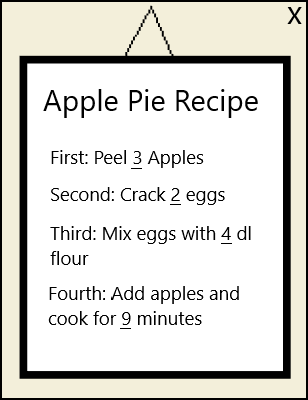 X
Apple Pie Recipe
First: Peel 3 Apples
Second: Crack 2 eggs
Third: Mix eggs with 4 dl
flour
Fourth: Add apples and
cook for 9 minutes